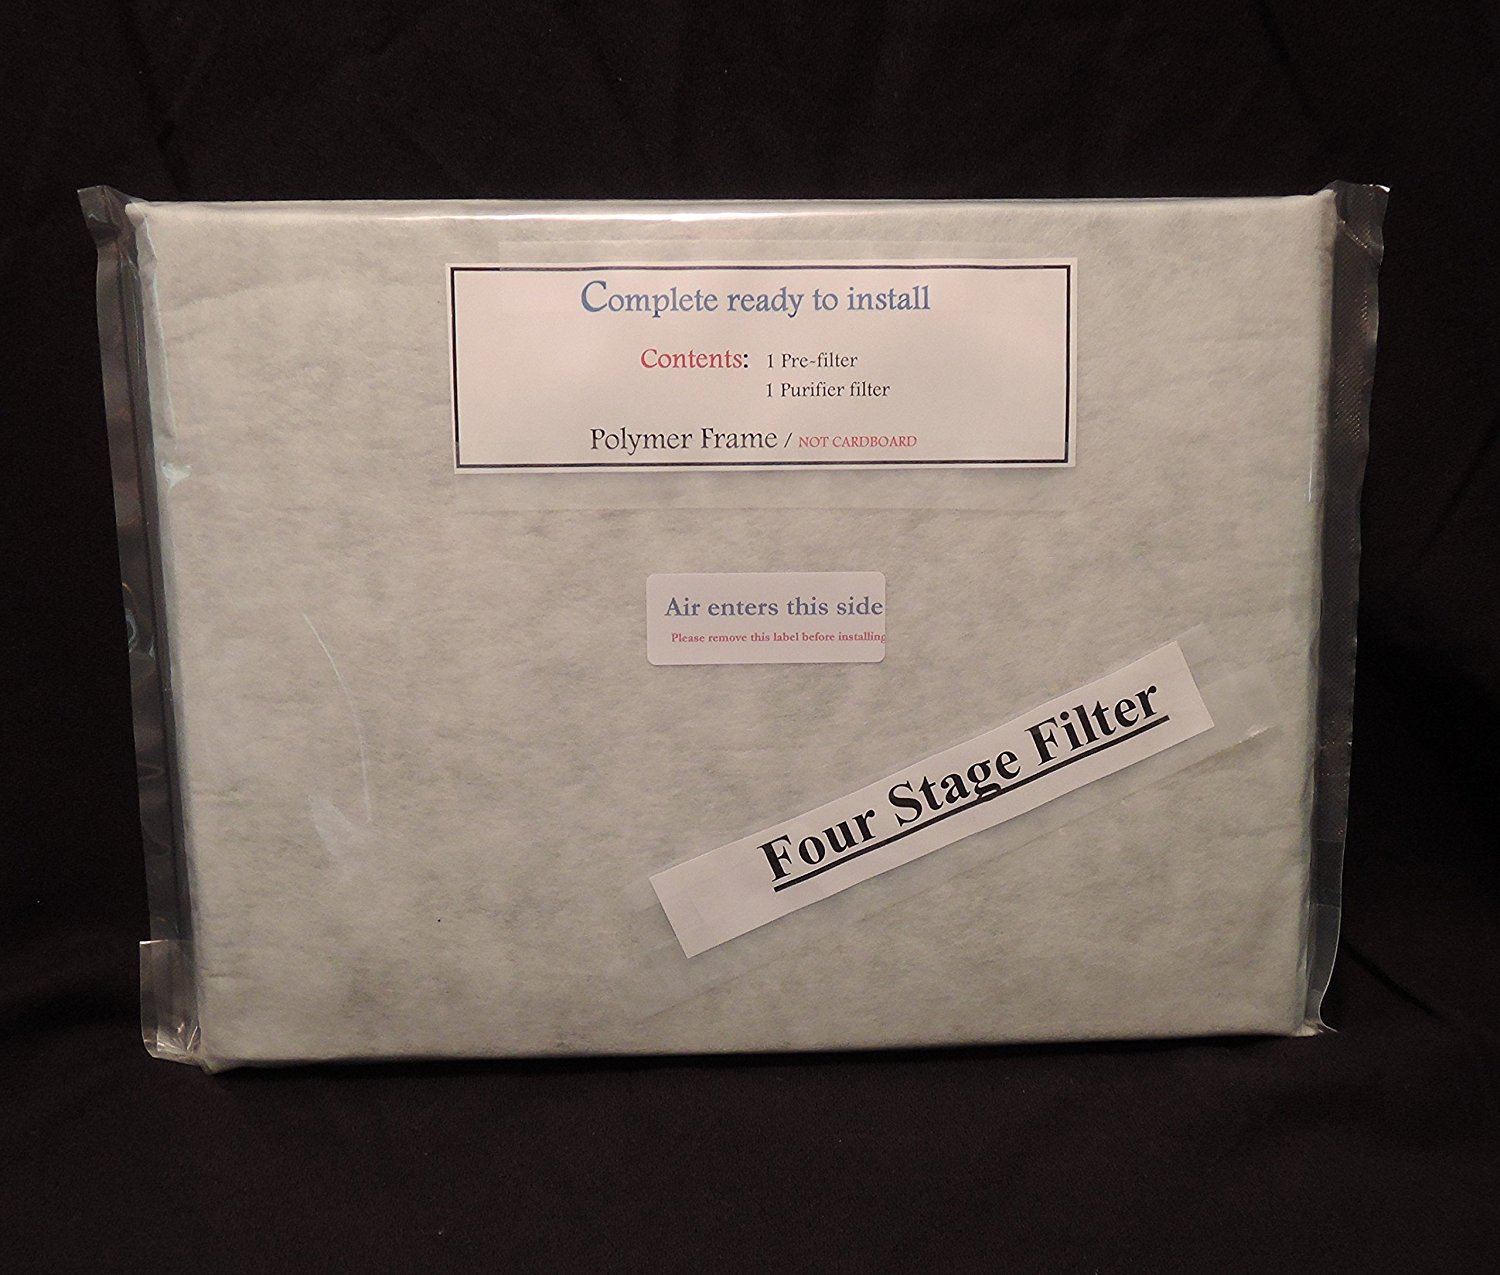 Complete ready to install
Contents: 1 Pre-filter
1 Purifier filter
Polymer Frame / NOT CARDBOARD
Air enters this side
Please remove this label before installing
Four Stage Filter